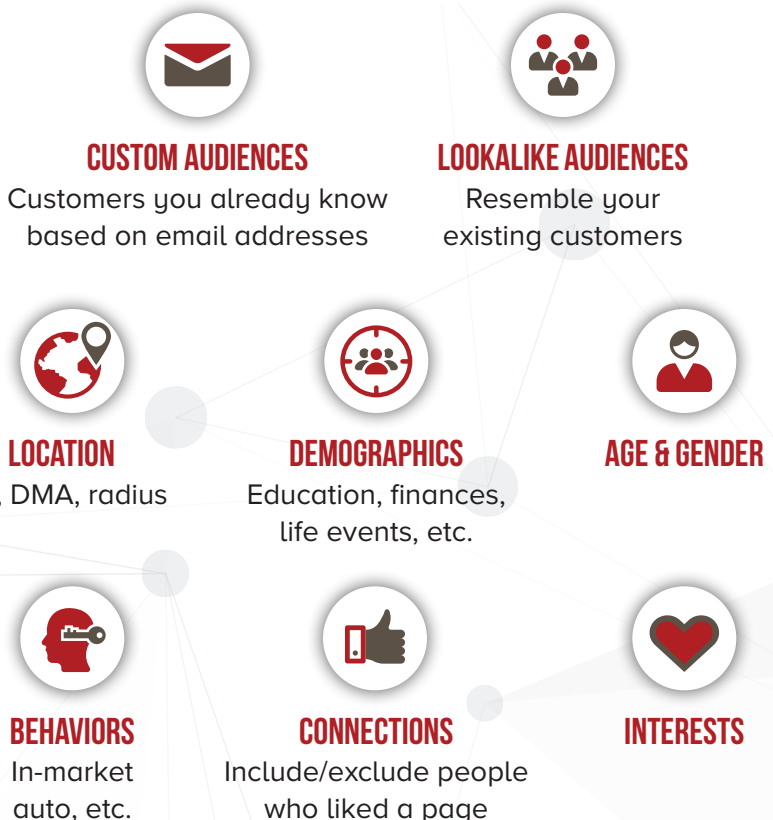 CUSTOM AUDIENCES
Customers you already know
based on email addresses
LOOKALIKE AUDIENCES
Resemble your
existing customers
LOCATION
, DMA, radius
DEMOGRAPHICS
Education, finances,
life events, etc.
AGE & GENDER
BEHAVIORS
In-market
auto, etc.
CONNECTIONS
Include/exclude people
who liked a page
INTERESTS